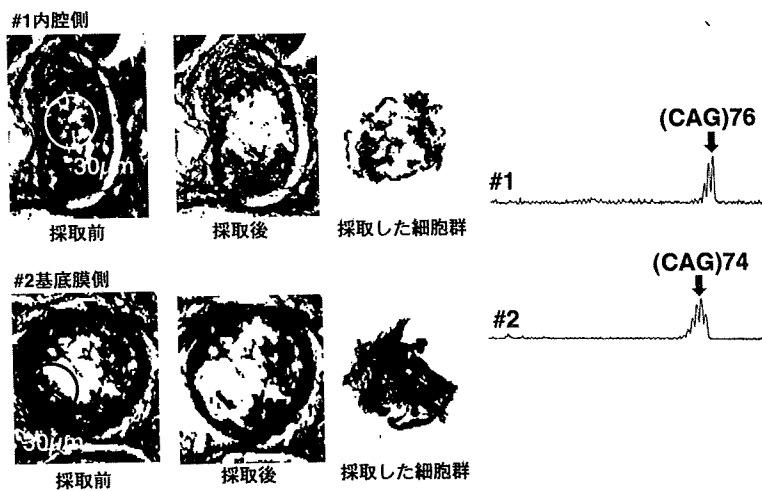 #1内腔側
30μm
採取前
採取後
採取した細胞群
(CAG)76
#1
#2基底膜側
30μm
採取前
採取後
採取した細胞群
(CAG)74
#2